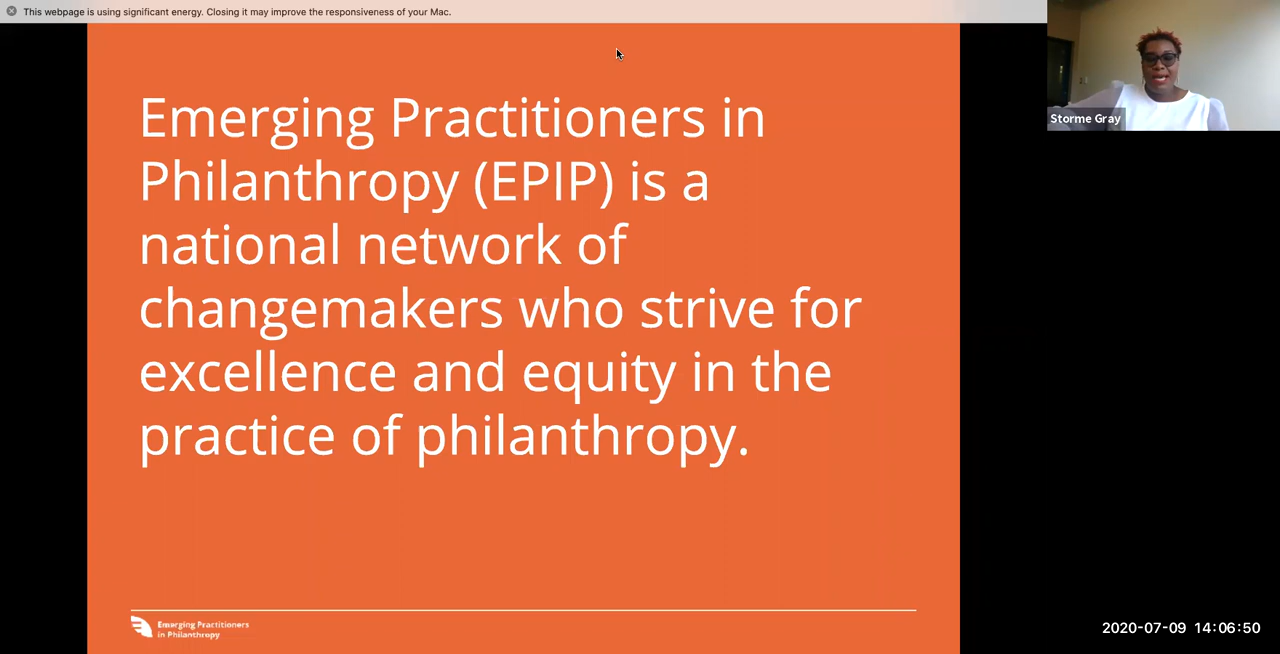 This webpage is using significant energy. Closing it may improve the responsiveness of your Mac.
Emerging Practitioners in
Philanthropy (EPIP) is a
national network of
changemakers who strive for
excellence and equity in the
practice of philanthropy.
Storme Gray
Emerging Practitioners
in Philanthropy
2020-07-09 14:06:50